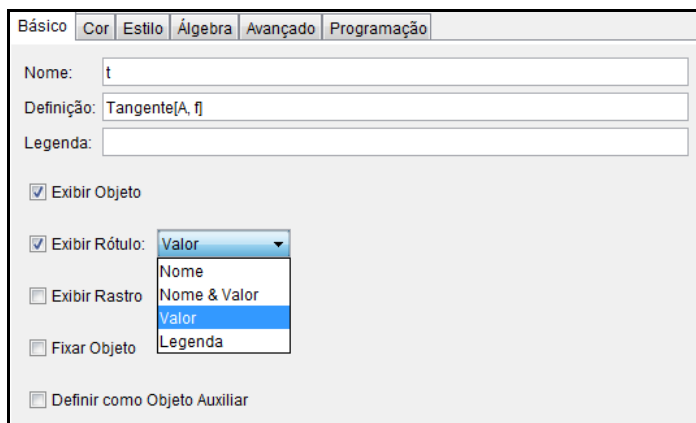 Básico Cor Estilo Álgebra Avançado Programação
Nome: t
Definição: Tangente[A, f]
Legenda:
Exibir Objeto
Exibir Rótulo: Valor
Nome
Exibir Rastro Nome & Valor
Valor
Fixar Objeto Legenda
Definir como Objeto Auxiliar